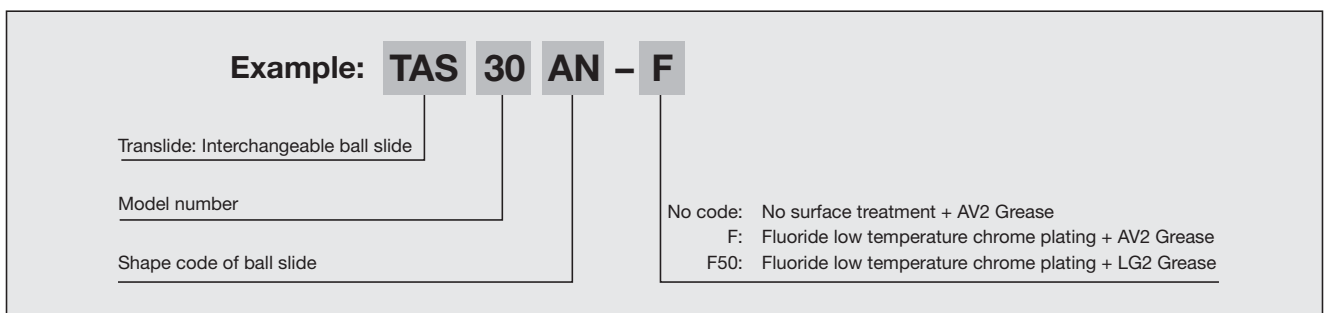 Example: TAS 30 AN – F
Translide: Interchangeable ball slide
Model number
Shape code of ball slide
No code: No surface treatment + AV2 Grease
F: Fluoride low temperature chrome plating + AV2 Grease
F50: Fluoride low temperature chrome plating + LG2 Grease